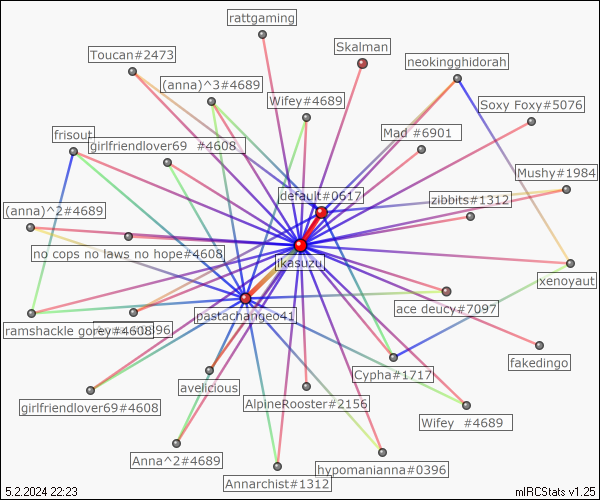 rattgaming
Skalman
Toucan#2473
neokingghidorah
(anna)^3#4689
Wifey#4689
Soxy Foxy#5076
Mad #6901
frisout
girlfriendlover69 #4608
Mushy#1984
default#0617
zibbits#1312
(anna)^2#4689
no cops no laws no hope#4608
ikasuzu
xenoyaut
ace deucy#7097
pastachangeo41
ramshackle gorey#4608
396
fakedingo
Cypha#1717
avelicious
girlfriendlover69#4608
AlpineRooster#2156
Wifey #4689
Anna^2#4689
hypomanianna#0396
Annarchist#1312
5.2.2024 22:23
mIRCStats v1.25